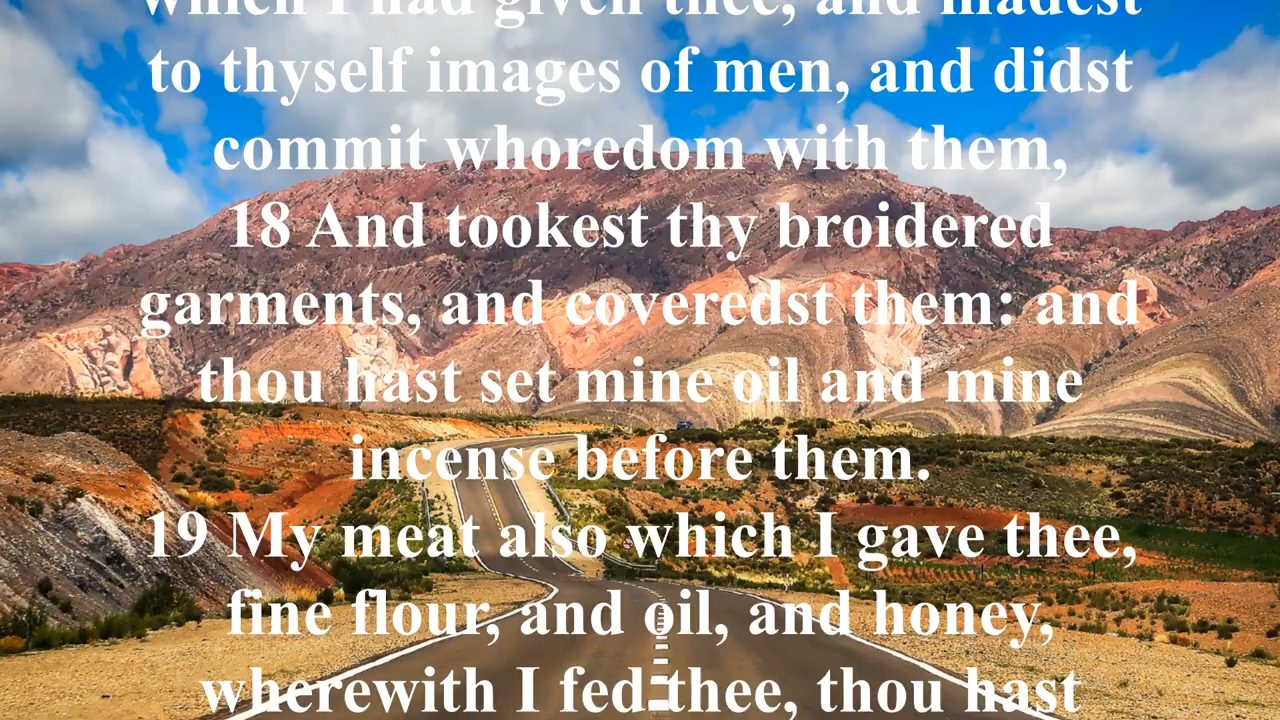 which I had given thee, and madest
to thyself images of men, and didst
commit whoredom with them,
18 And tookest thy broidered
garments, and coveredst them: and
thou hast set mine oil and mine
incense before them.
19 My meat also which I gave thee,
fine flour, and oil, and honey,
wherewith I fed thee, thou hast